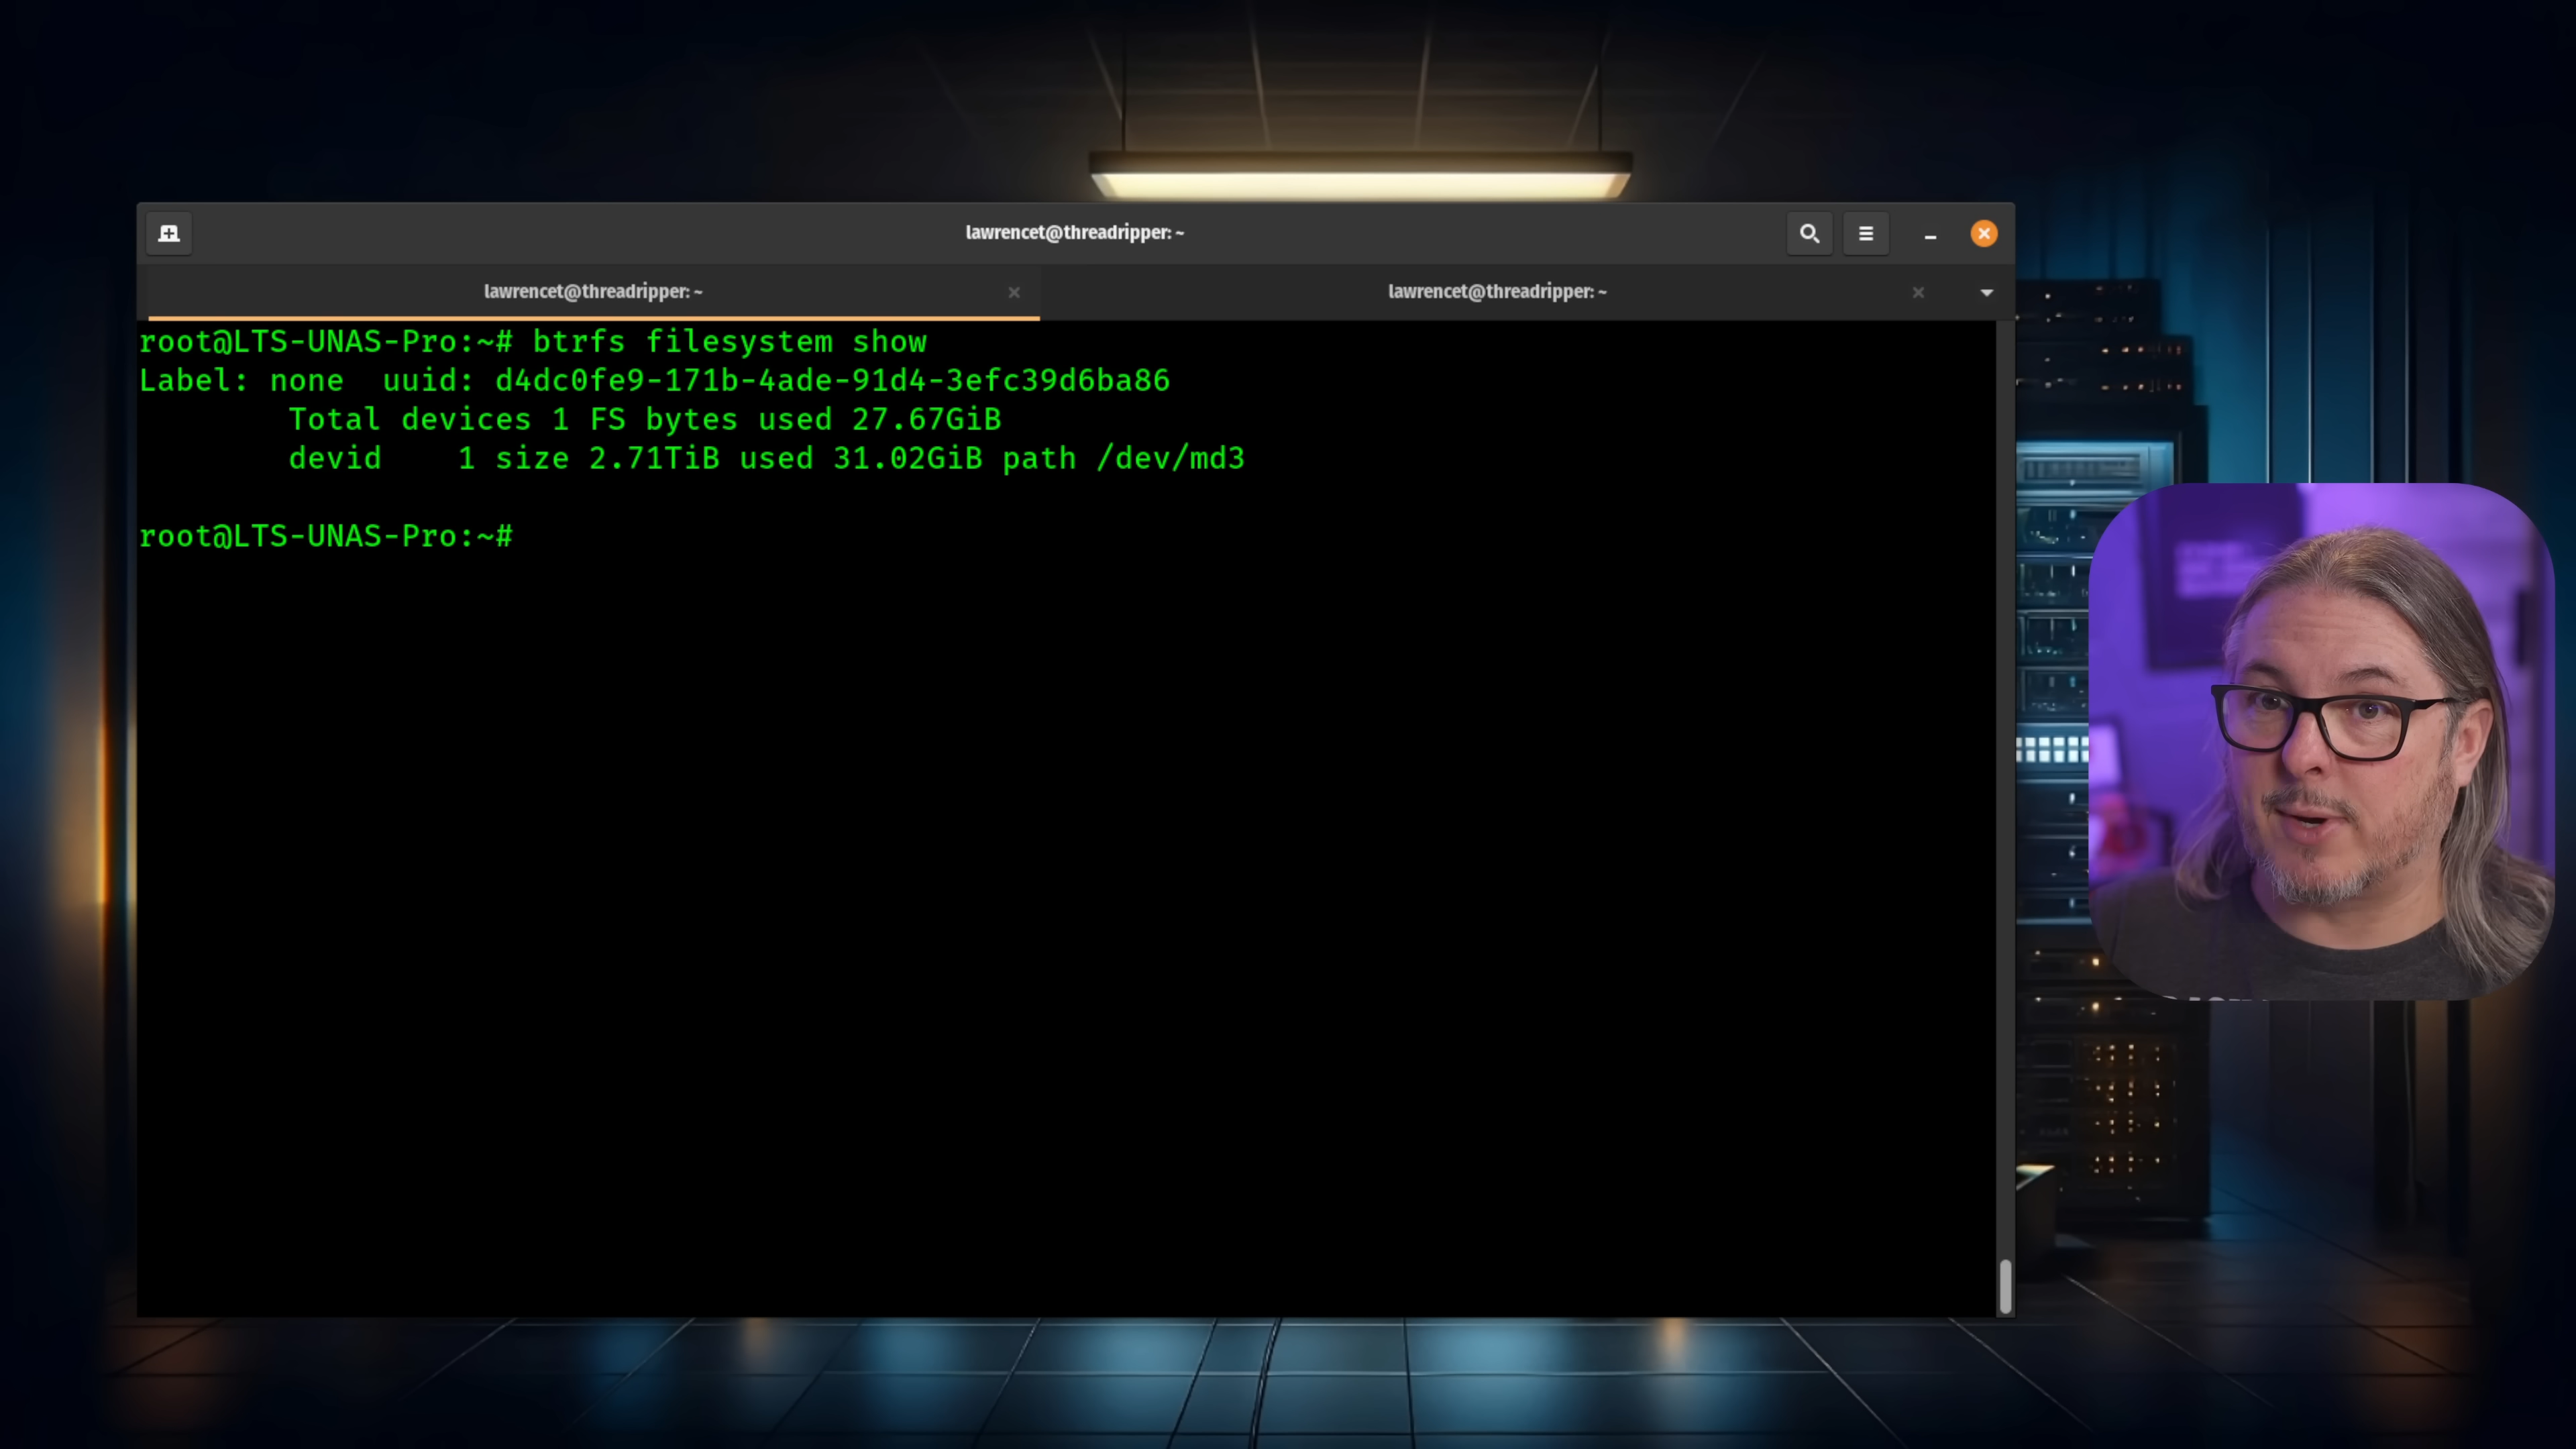 lawrencet@threadripper: ~
lawrencet@threadripper: ~
lawrencet@threadripper: ~
root@LTS-UNAS-Pro:~# btrfs filesystem show
Label: none  uuid: d4dc0fe9-171b-4ade-91d4-3efc39d6ba86
        Total devices 1 FS bytes used 27.67GiB
        devid    1 size 2.71TiB used 31.02GiB path /dev/md3
root@LTS-UNAS-Pro:~#